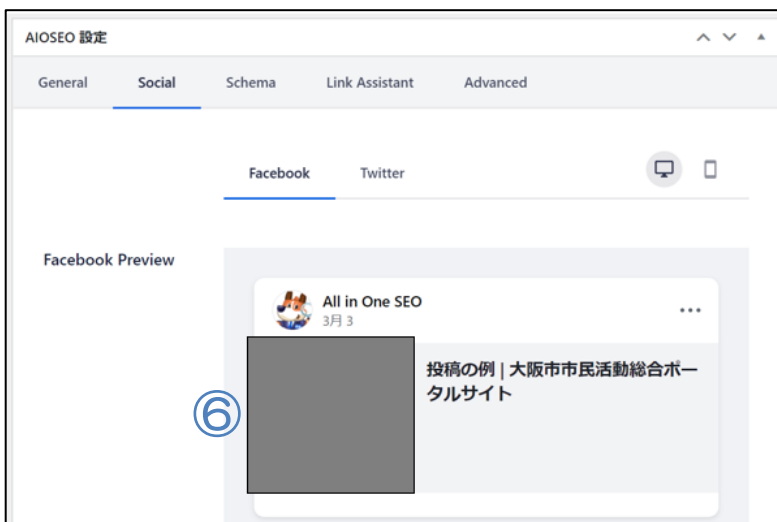 AIOSEO 設定
General Social Schema Link Assistant Advanced
Facebook Twitter
Facebook Preview
All in One SEO
3月 3
投稿の例 | 大阪市市民活動総合ポー
タルサイト
⑥